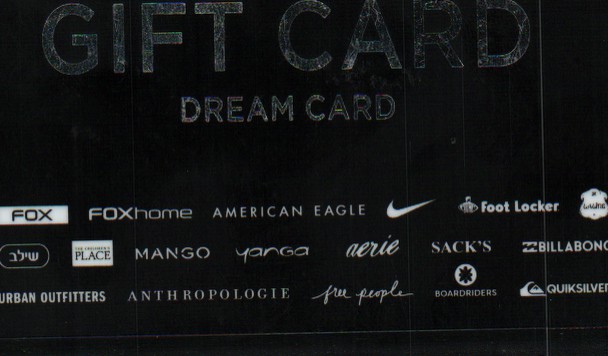 GIFT CARD
DREAM CARD
FOX FOXhome AMERICAN EAGLE Foot Locker
שילב THE CHILDREN'S PLACE MANGO yanga aerie SACK'S BILLABONG
URBAN OUTFITTERS ANTHROPOLOGIE free people BOARDRIDERS QUIKSILVER